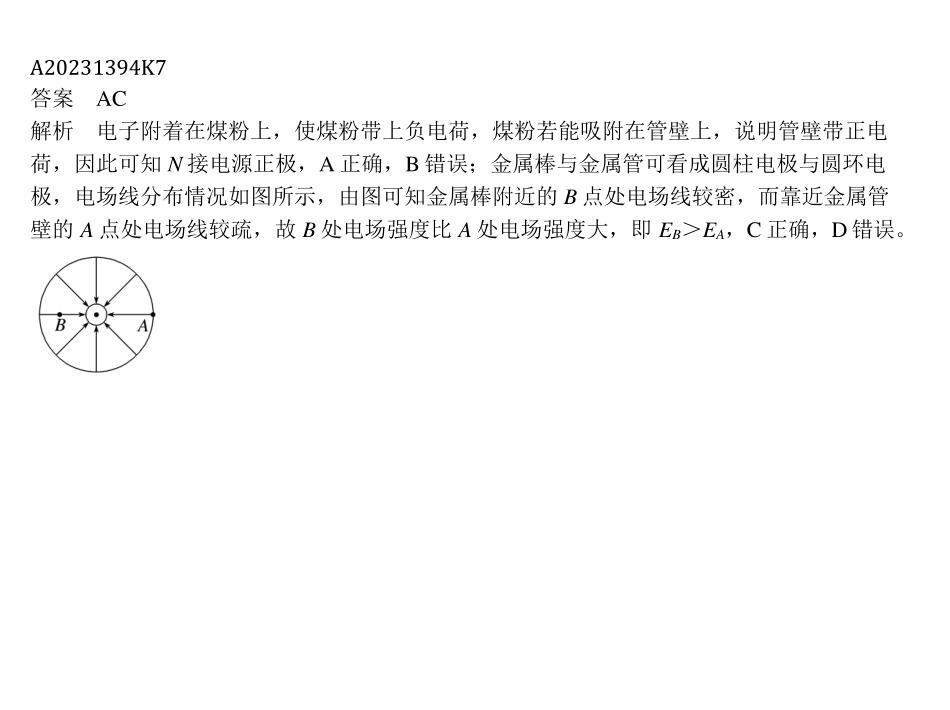 A20231394K7
答案　AC
解析　电子附着在煤粉上，使煤粉带上负电荷，煤粉若能吸附在管壁上，说明管壁带正电
荷，因此可知 N 接电源正极，A 正确，B 错误；金属棒与金属管可看成圆柱电极与圆环电
极，电场线分布情况如图所示，由图可知金属棒附近的 B 点处电场线较密，而靠近金属管
壁的 A 点处电场线较疏，故 B 处电场强度比 A 处电场强度大，即 EB＞EA，C 正确，D 错误。
B A